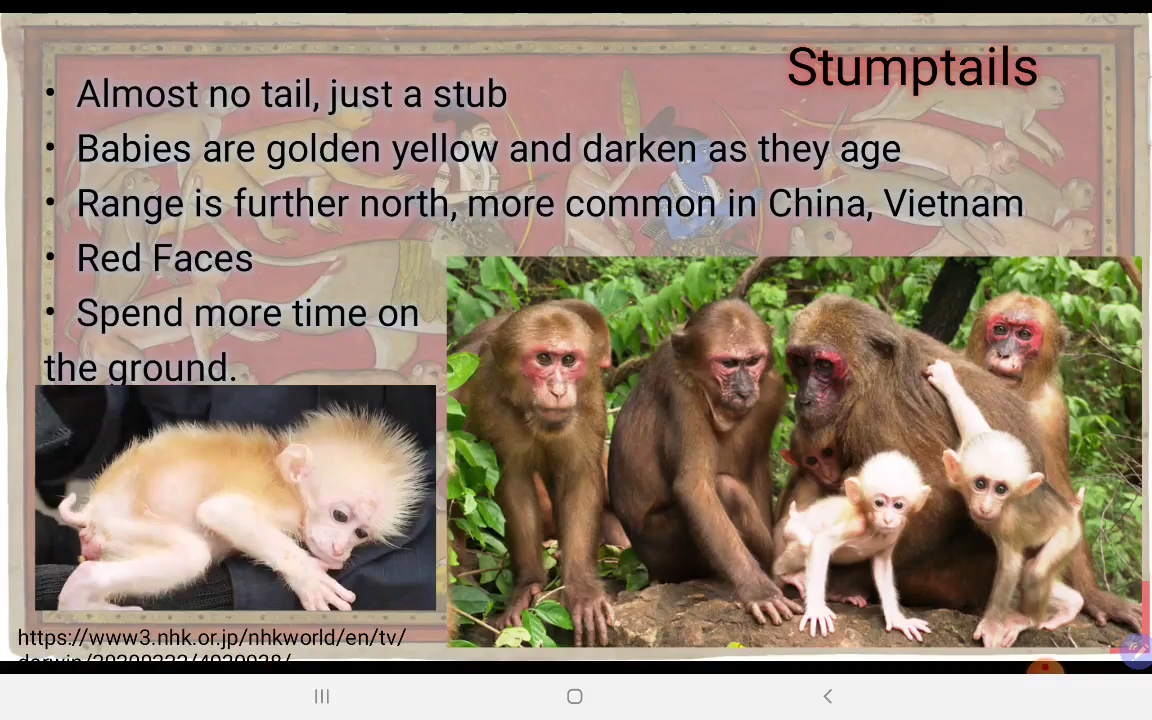 Stumptails
• Almost no tail, just a stub
• Babies are golden yellow and darken as they age
• Range is further north, more common in China, Vietnam
• Red Faces
• Spend more time on
the ground.
https://www3.nhk.or.jp/nhkworld/en/tv/